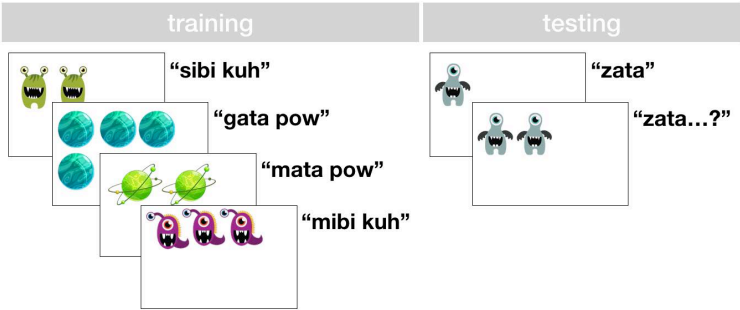 training
testing
“sibi kuh”
“gata pow”
“mata pow”
“mibi kuh”
“zata”
“zata…?”